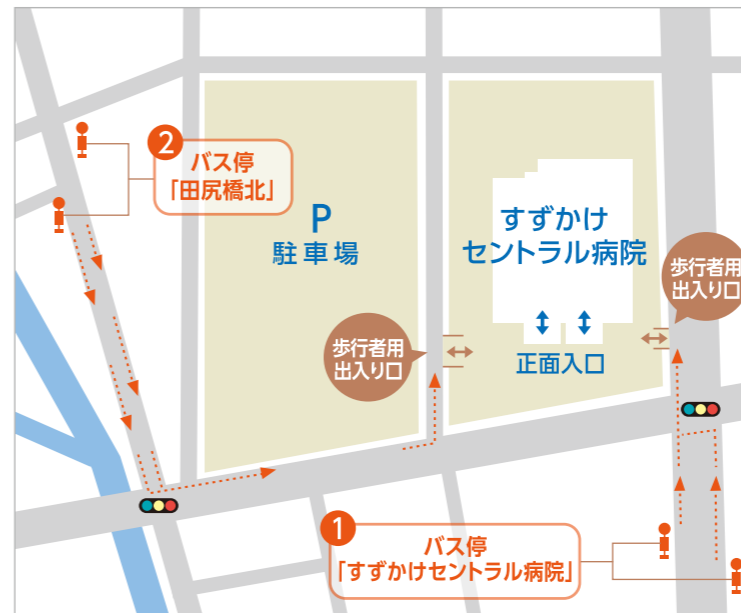 2
バス停
「田尻橋北」
P
駐車場
すずかけ
セントラル病院
歩行者用
出入り口
歩行者用
出入り口
正面入口
1
バス停
「すずかけセントラル病院」